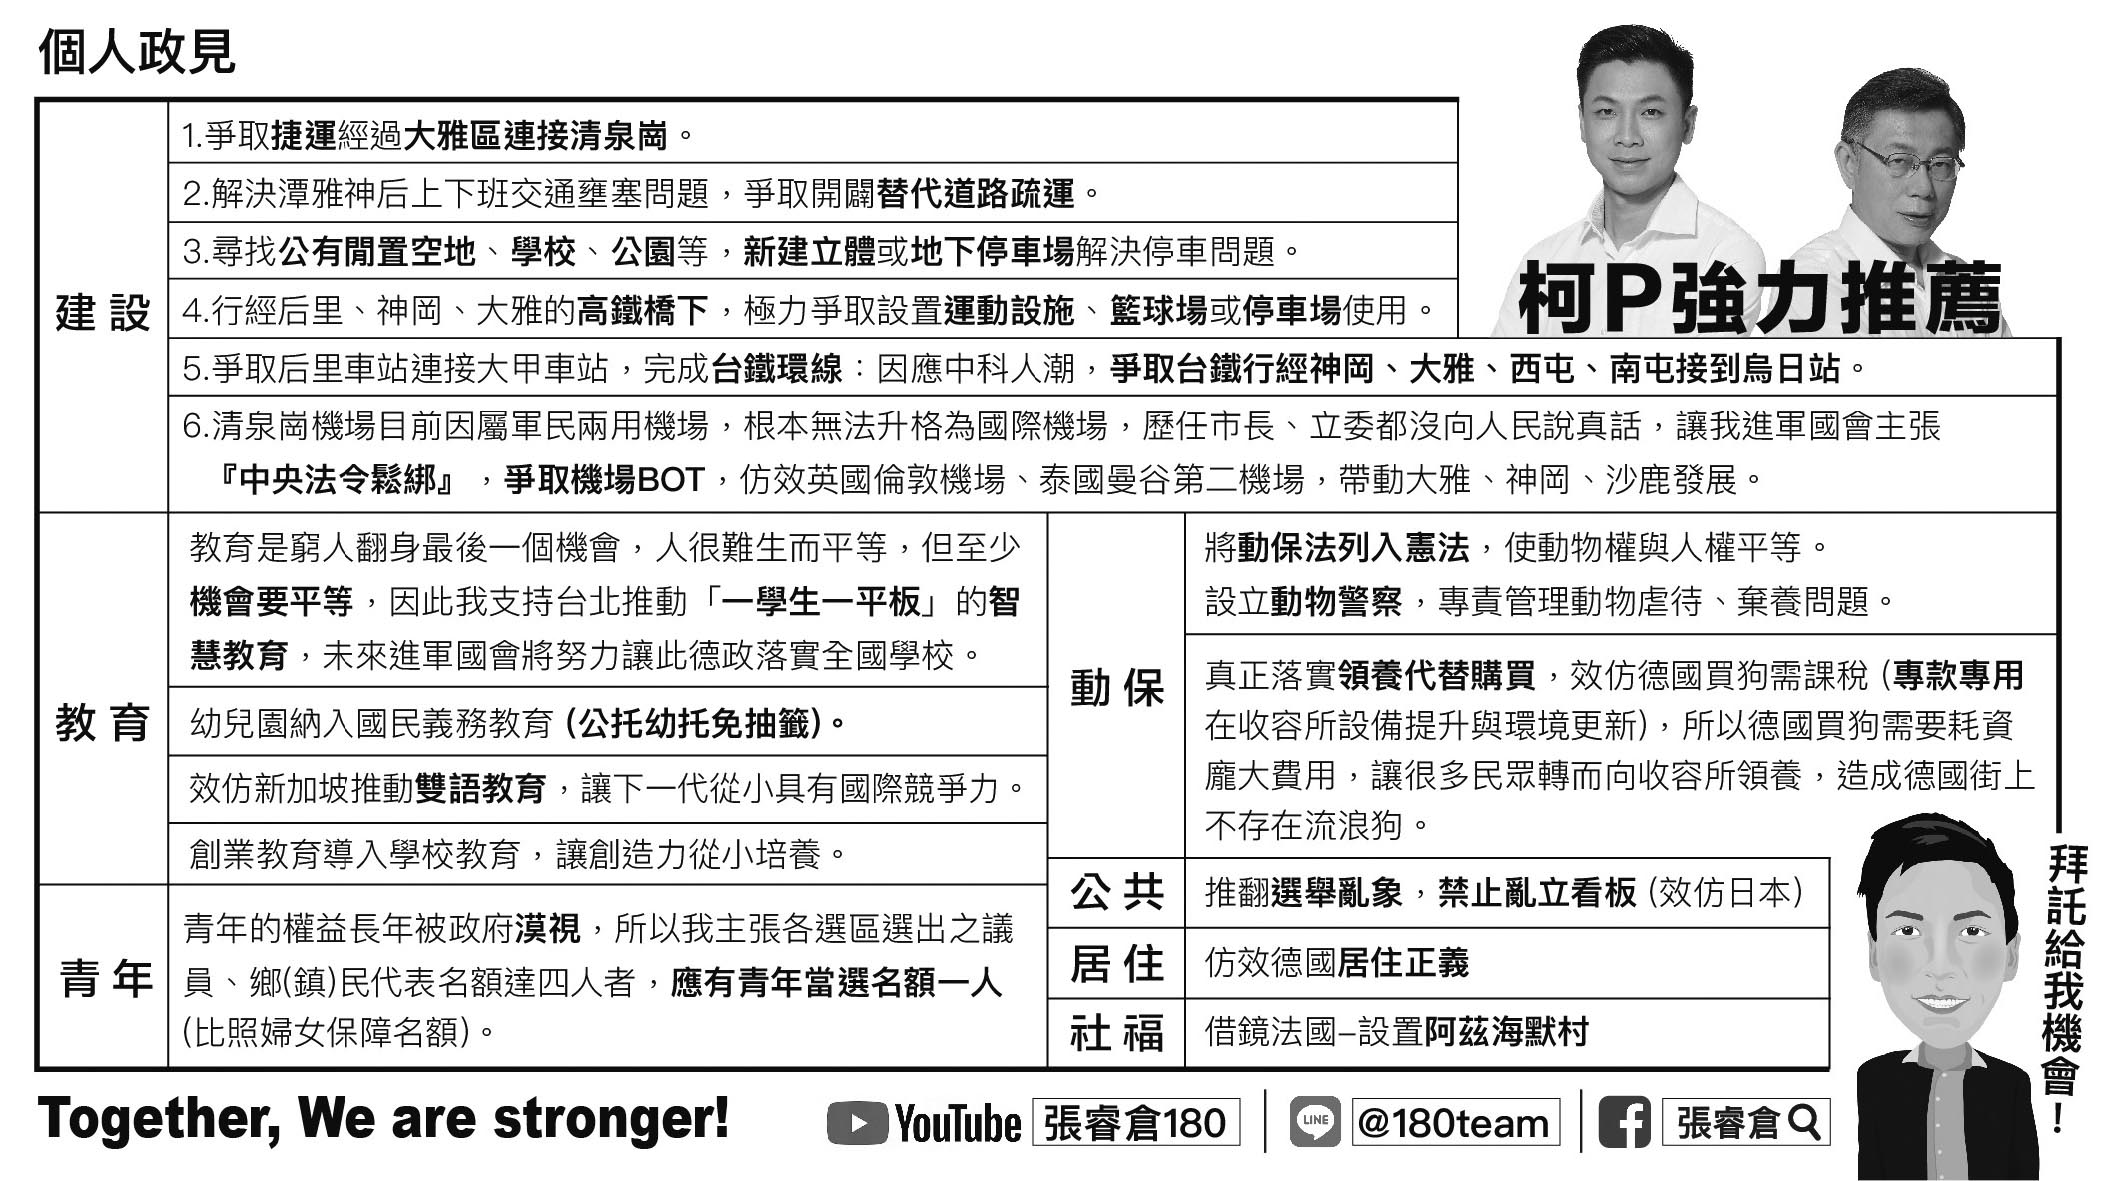 個人政見
柯P強力推薦
建設
1.爭取捷運經過大雅區連接清泉崗。
2.解決潭雅神后上下班交通壅塞問題，爭取開闢替代道路疏運。
3.尋找公有閒置空地、學校、公園等，新建立體或地下停車場解決停車問題。
4.行經后里、神岡、大雅的高鐵橋下，極力爭取設置運動設施、籃球場或停車場使用。
5.爭取后里車站連接大甲車站，完成台鐵環線：因應中科人潮，爭取台鐵行經神岡、大雅、西屯、南屯接到烏日站。
6.清泉崗機場目前因屬軍民兩用機場，根本無法升格為國際機場，歷任市長、立委都沒向人民說真話，讓我進軍國會主張
『中央法令鬆綁』，爭取機場BOT，仿效英國倫敦機場、泰國曼谷第二機場，帶動大雅、神岡、沙鹿發展。
教育
教育是窮人翻身最後一個機會，人很難生而平等，但至少
機會要平等，因此我支持台北推動「一學生一平板」的智
慧教育，未來進軍國會將努力讓此德政落實全國學校。
幼兒園納入國民義務教育 (公托幼托免抽籤)。
效仿新加坡推動雙語教育，讓下一代從小具有國際競爭力。
創業教育導入學校教育，讓創造力從小培養。
青年
青年的權益長年被政府漠視，所以我主張各選區選出之議
員、鄉(鎮)民代表名額達四人者，應有青年當選名額一人
(比照婦女保障名額)。
動保
將動保法列入憲法，使動物權與人權平等。
設立動物警察，專責管理動物虐待、棄養問題。
真正落實領養代替購買，效仿德國買狗需課稅 (專款專用
在收容所設備提升與環境更新)，所以德國買狗需要耗資
龐大費用，讓很多民眾轉而向收容所領養，造成德國街上
不存在流浪狗。
公共
推翻選舉亂象，禁止亂立看板 (效仿日本)
居住
仿效德國居住正義
社福
借鏡法國–設置阿茲海默村
拜託給我機會！
Together, We are stronger!
YouTube 張睿倉180
LINE @180team
張睿倉